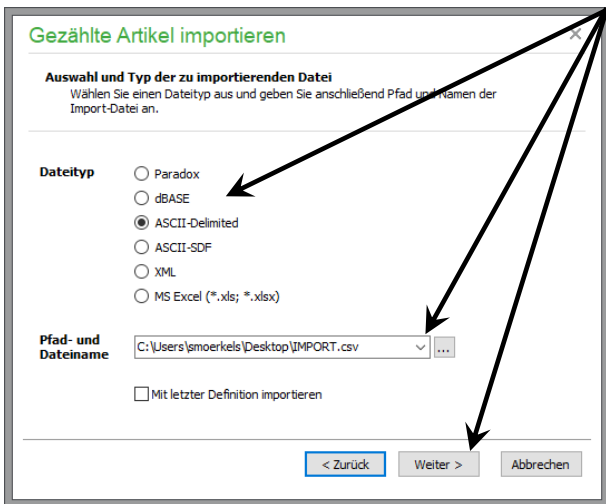 Gezählte Artikel importieren
Auswahl und Typ der zu importierenden Datei
Wählen Sie einen Dateityp aus und geben Sie anschließend Pfad und Namen der
Import-Datei an.
Dateityp
Paradox
dBASE
ASCII-Delimited
ASCII-SDF
XML
MS Excel (*.xls; *.xlsx)
Pfad- und
Dateiname
C:\Users\smoerkels\Desktop\IMPORT.csv
...
Mit letzter Definition importieren
< Zurück
Weiter >
Abbrechen